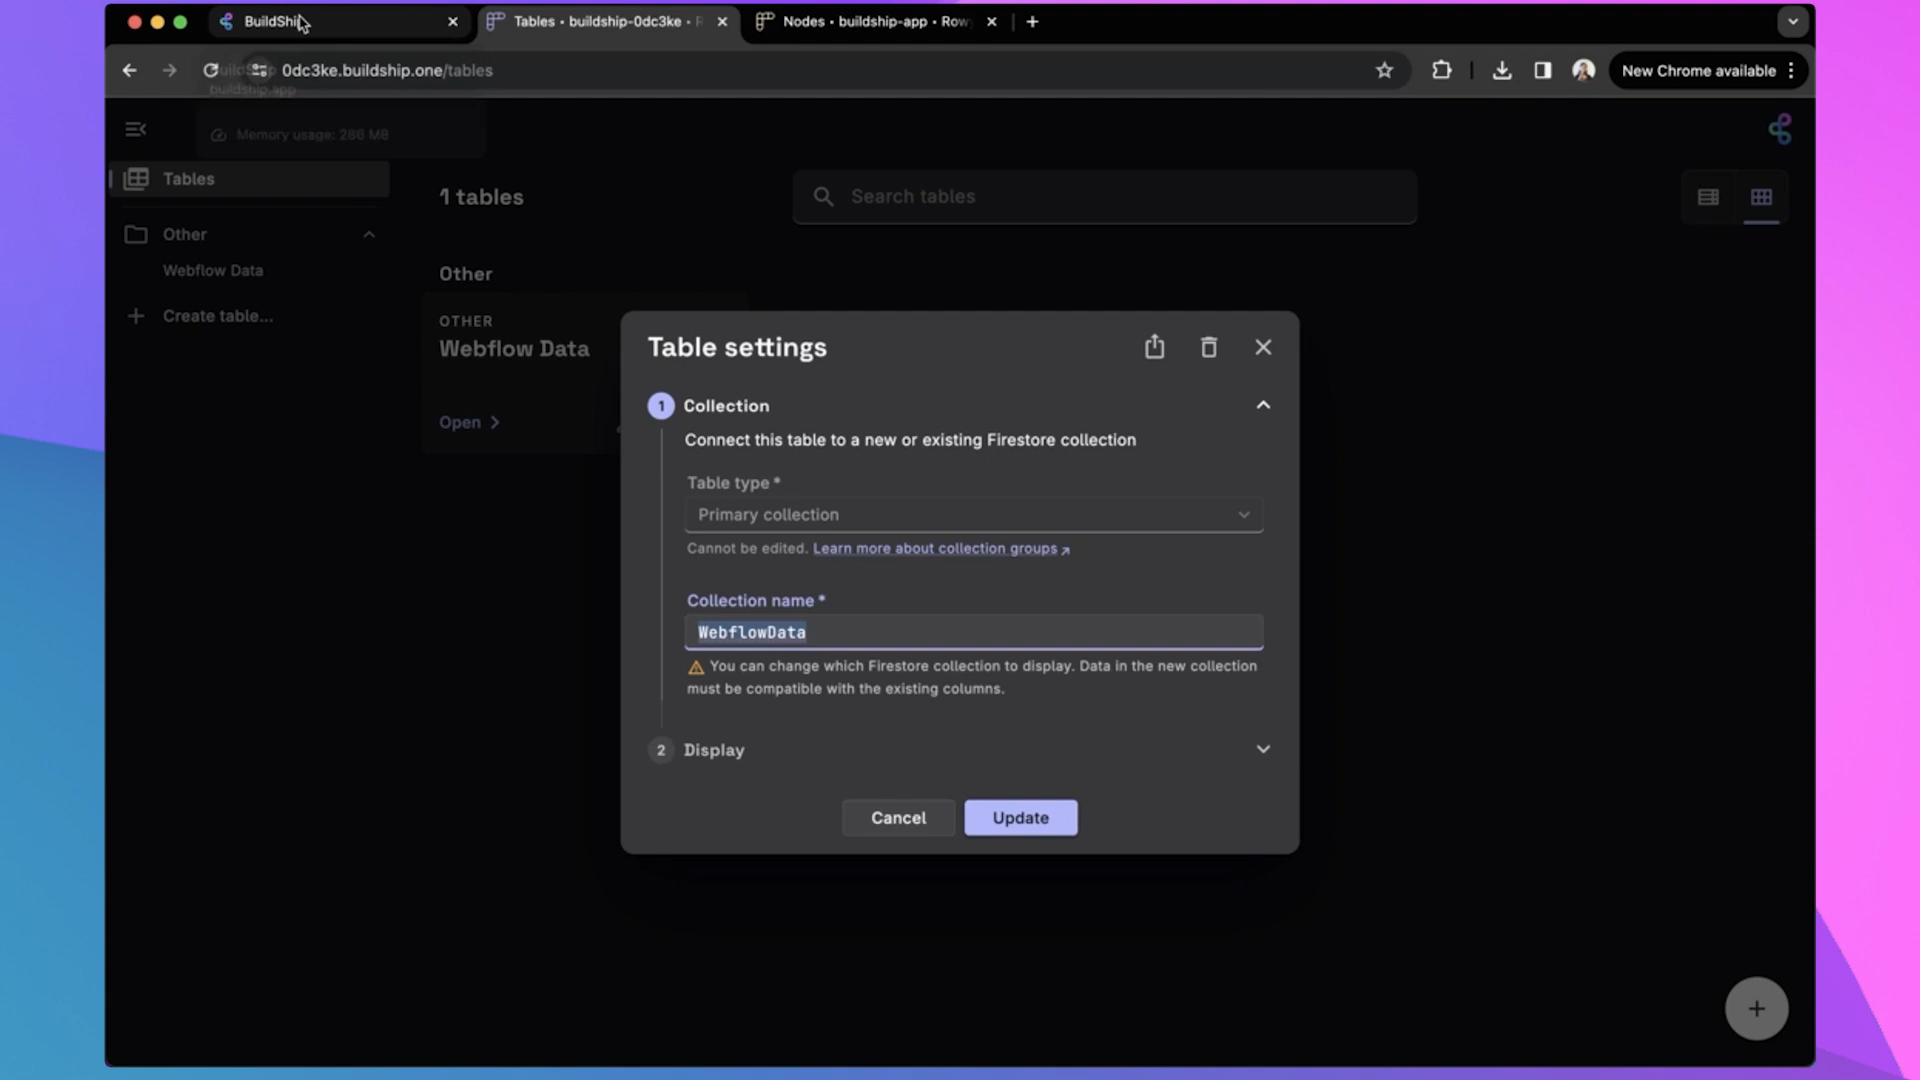 BuildShip
Tables • buildship-0dc3ke • R
Nodes • buildship-app • Row
0dc3ke.buildship.one/tables
New Chrome available
BuildShip
buildship.app
Memory usage: 286 MB
Tables
1 tables
Search tables
Other
Webflow Data
Create table...
Other
OTHER
Webflow Data
Open
Table settings
1 Collection
Connect this table to a new or existing Firestore collection
Table type *
Primary collection
Cannot be edited. Learn more about collection groups
Collection name *
WebflowData
You can change which Firestore collection to display. Data in the new collection
must be compatible with the existing columns.
2 Display
Cancel
Update